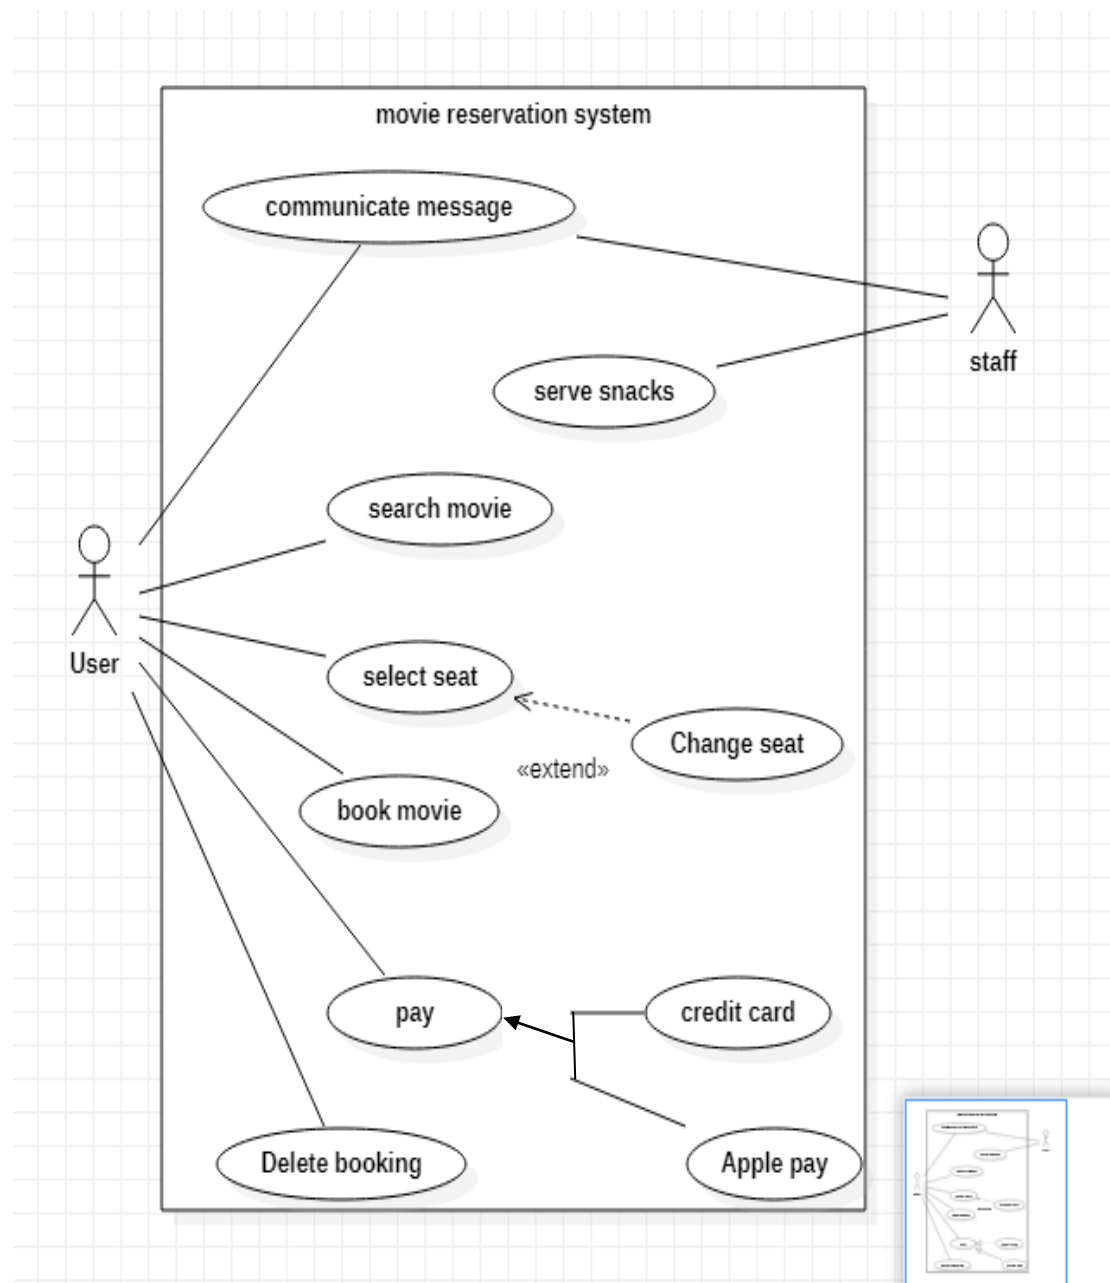 movie reservation system
communicate message
staff
serve snacks
search movie
User
select seat
Change seat
«extend»
book movie
pay
credit card
Delete booking
Apple pay